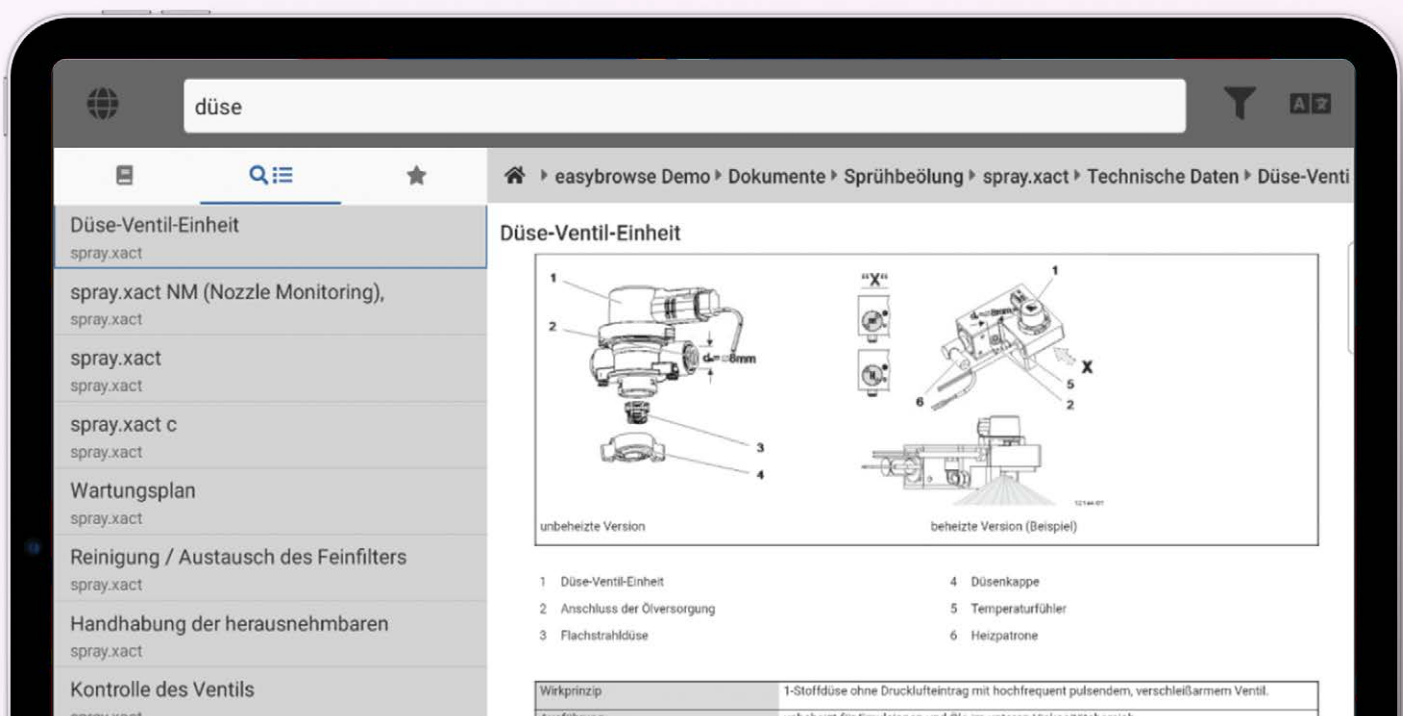 düse
A 文
easybrowse Demo Dokumente Sprühbeölung spray.xact Technische Daten Düse-Venti
Düse-Ventil-Einheit
spray.xact
spray.xact NM (Nozzle Monitoring),
spray.xact
spray.xact
spray.xact
spray.xact c
spray.xact
Wartungsplan
spray.xact
Reinigung / Austausch des Feinfilters
spray.xact
Handhabung der herausnehmbaren
spray.xact
Kontrolle des Ventils
spray.xact
Düse-Ventil-Einheit
1
2
3
4
"X"
1
X
5
2
6
unbeheizte Version
beheizte Version (Beispiel)
1 Düse-Ventil-Einheit
2 Anschluss der Ölversorgung
3 Flachstrahldüse
4 Düsenkappe
5 Temperaturfühler
6 Heizpatrone
Wirkprinzip 1-Stoffdüse ohne Drucklufteintrag mit hochfrequent pulsendem, verschleißarmem Ventil.